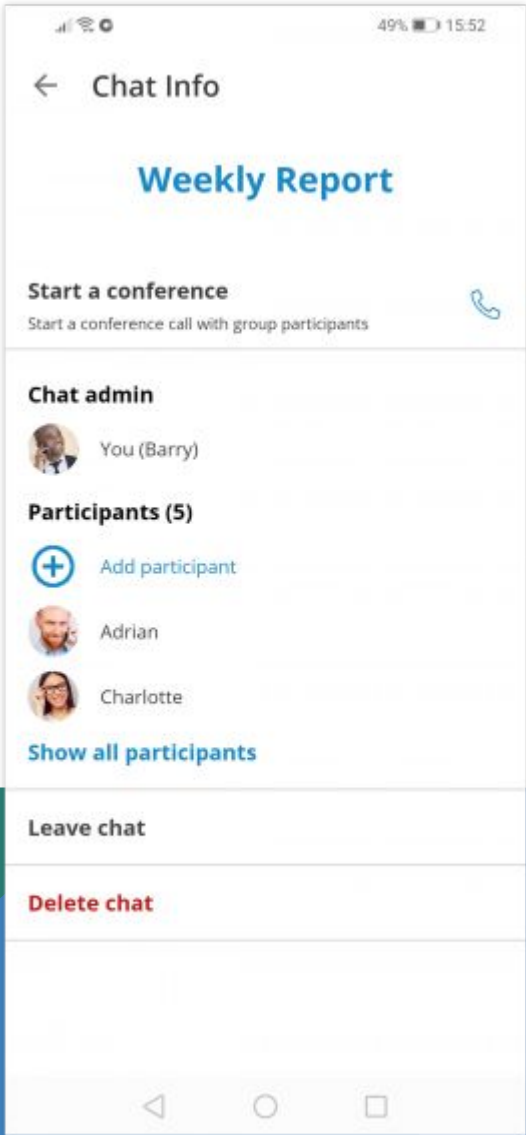 49% 15:52
Chat Info
Weekly Report
Start a conference
Start a conference call with group participants
Chat admin
You (Barry)
Participants (5)
Add participant
Adrian
Charlotte
Show all participants
Leave chat
Delete chat